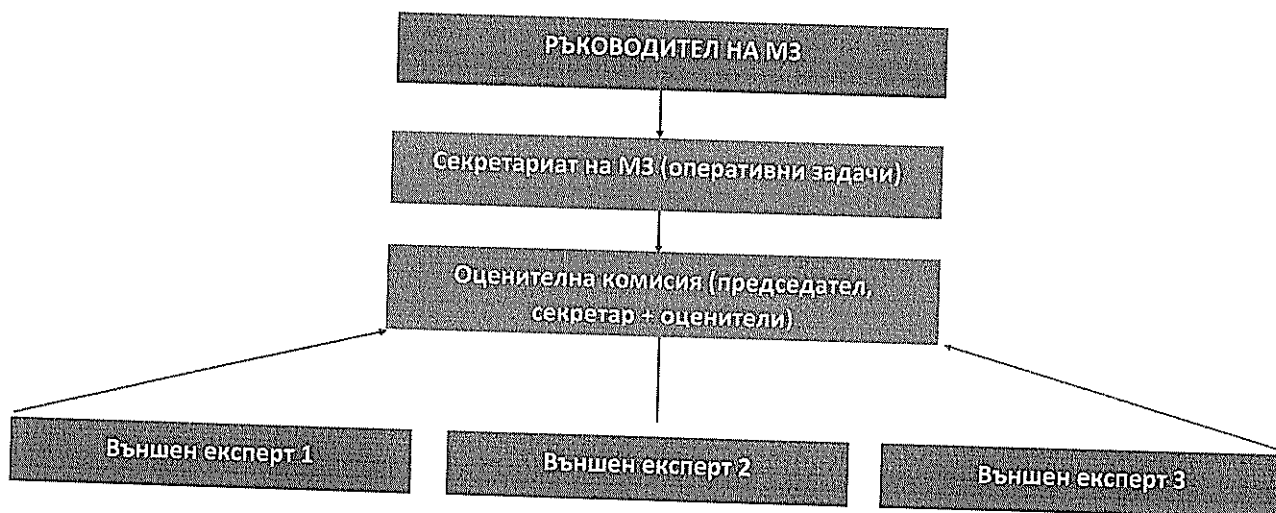 РЪКОВОДИТЕЛ НА МЗ
Секретариат на МЗ (оперативни задачи)
Оценителна комисия (председател,
секретар + оценители)
Външен експерт 1
Външен експерт 2
Външен експерт 3